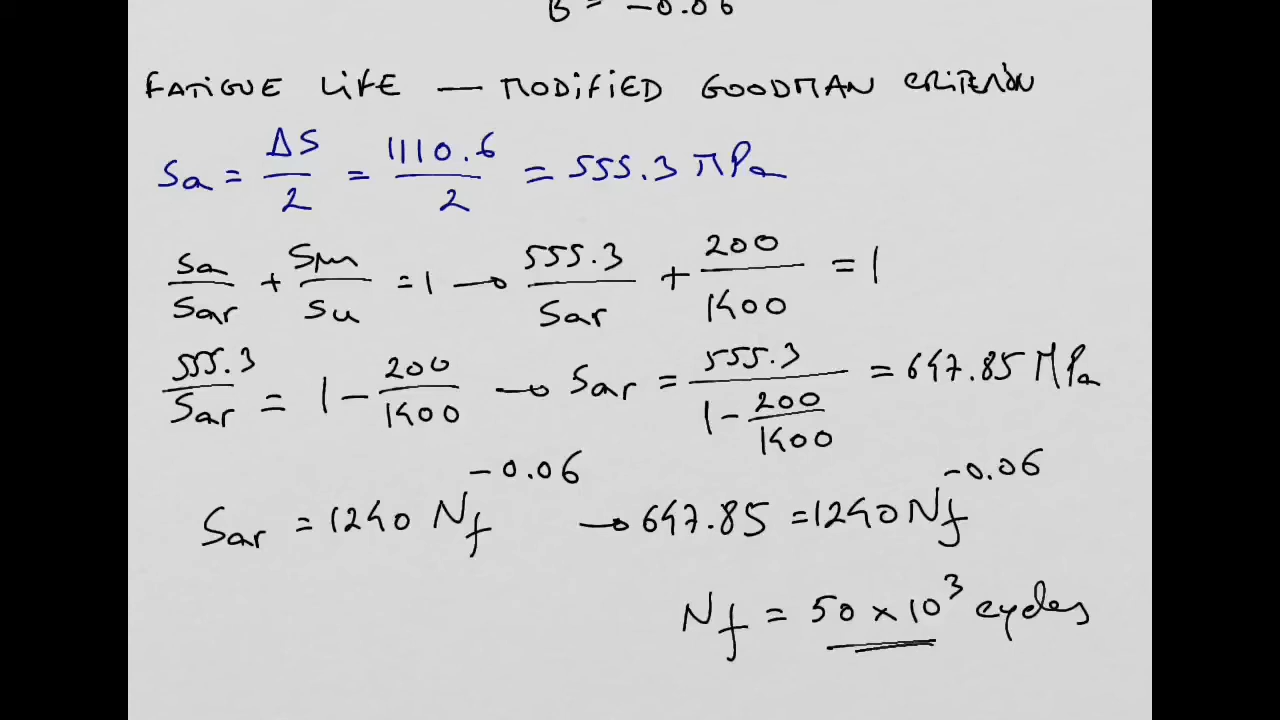 B = -0.06
FATIGUE LIFE — MODIFIED GOODMAN CRITERION
Sa = ΔS/2 = 1110.6/2 = 555.3 MPa
Sa/Sar + Sm/Su = 1 → 555.3/Sar + 200/1400 = 1
555.3/Sar = 1 - 200/1400 → Sar = 555.3/(1 - 200/1400) = 647.85 MPa
Sar = 1240 Nf^-0.06 → 647.85 = 1240 Nf^-0.06
Nf = 50 × 10^3 cycles